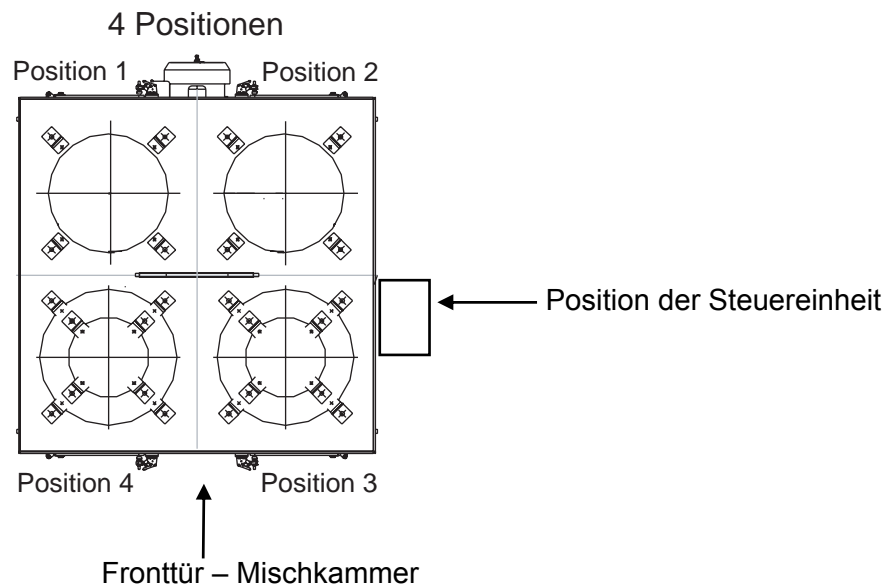 4 Positionen
Position 1
Position 2
Position der Steuereinheit
Position 4
Position 3
Fronttür – Mischkammer